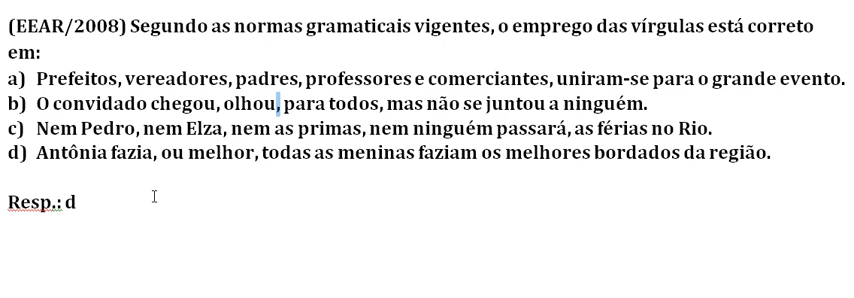 (EEAR/2008) Segundo as normas gramaticais vigentes, o emprego das vírgulas está correto
em:
a) Prefeitos, vereadores, padres, professores e comerciantes, uniram-se para o grande evento.
b) O convidado chegou, olhou, para todos, mas não se juntou a ninguém.
c) Nem Pedro, nem Elza, nem as primas, nem ninguém passará, as férias no Rio.
d) Antônia fazia, ou melhor, todas as meninas faziam os melhores bordados da região.
Resp.: d